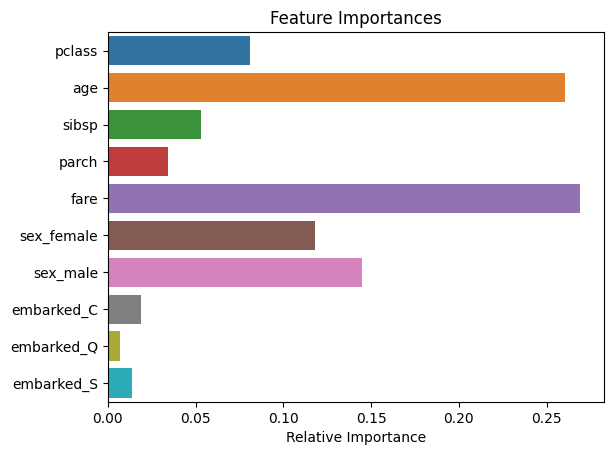 Feature Importances
pclass
age
sibsp
parch
fare
sex_female
sex_male
embarked_C
embarked_Q
embarked_S
0.00 0.05 0.10 0.15 0.20 0.25
Relative Importance